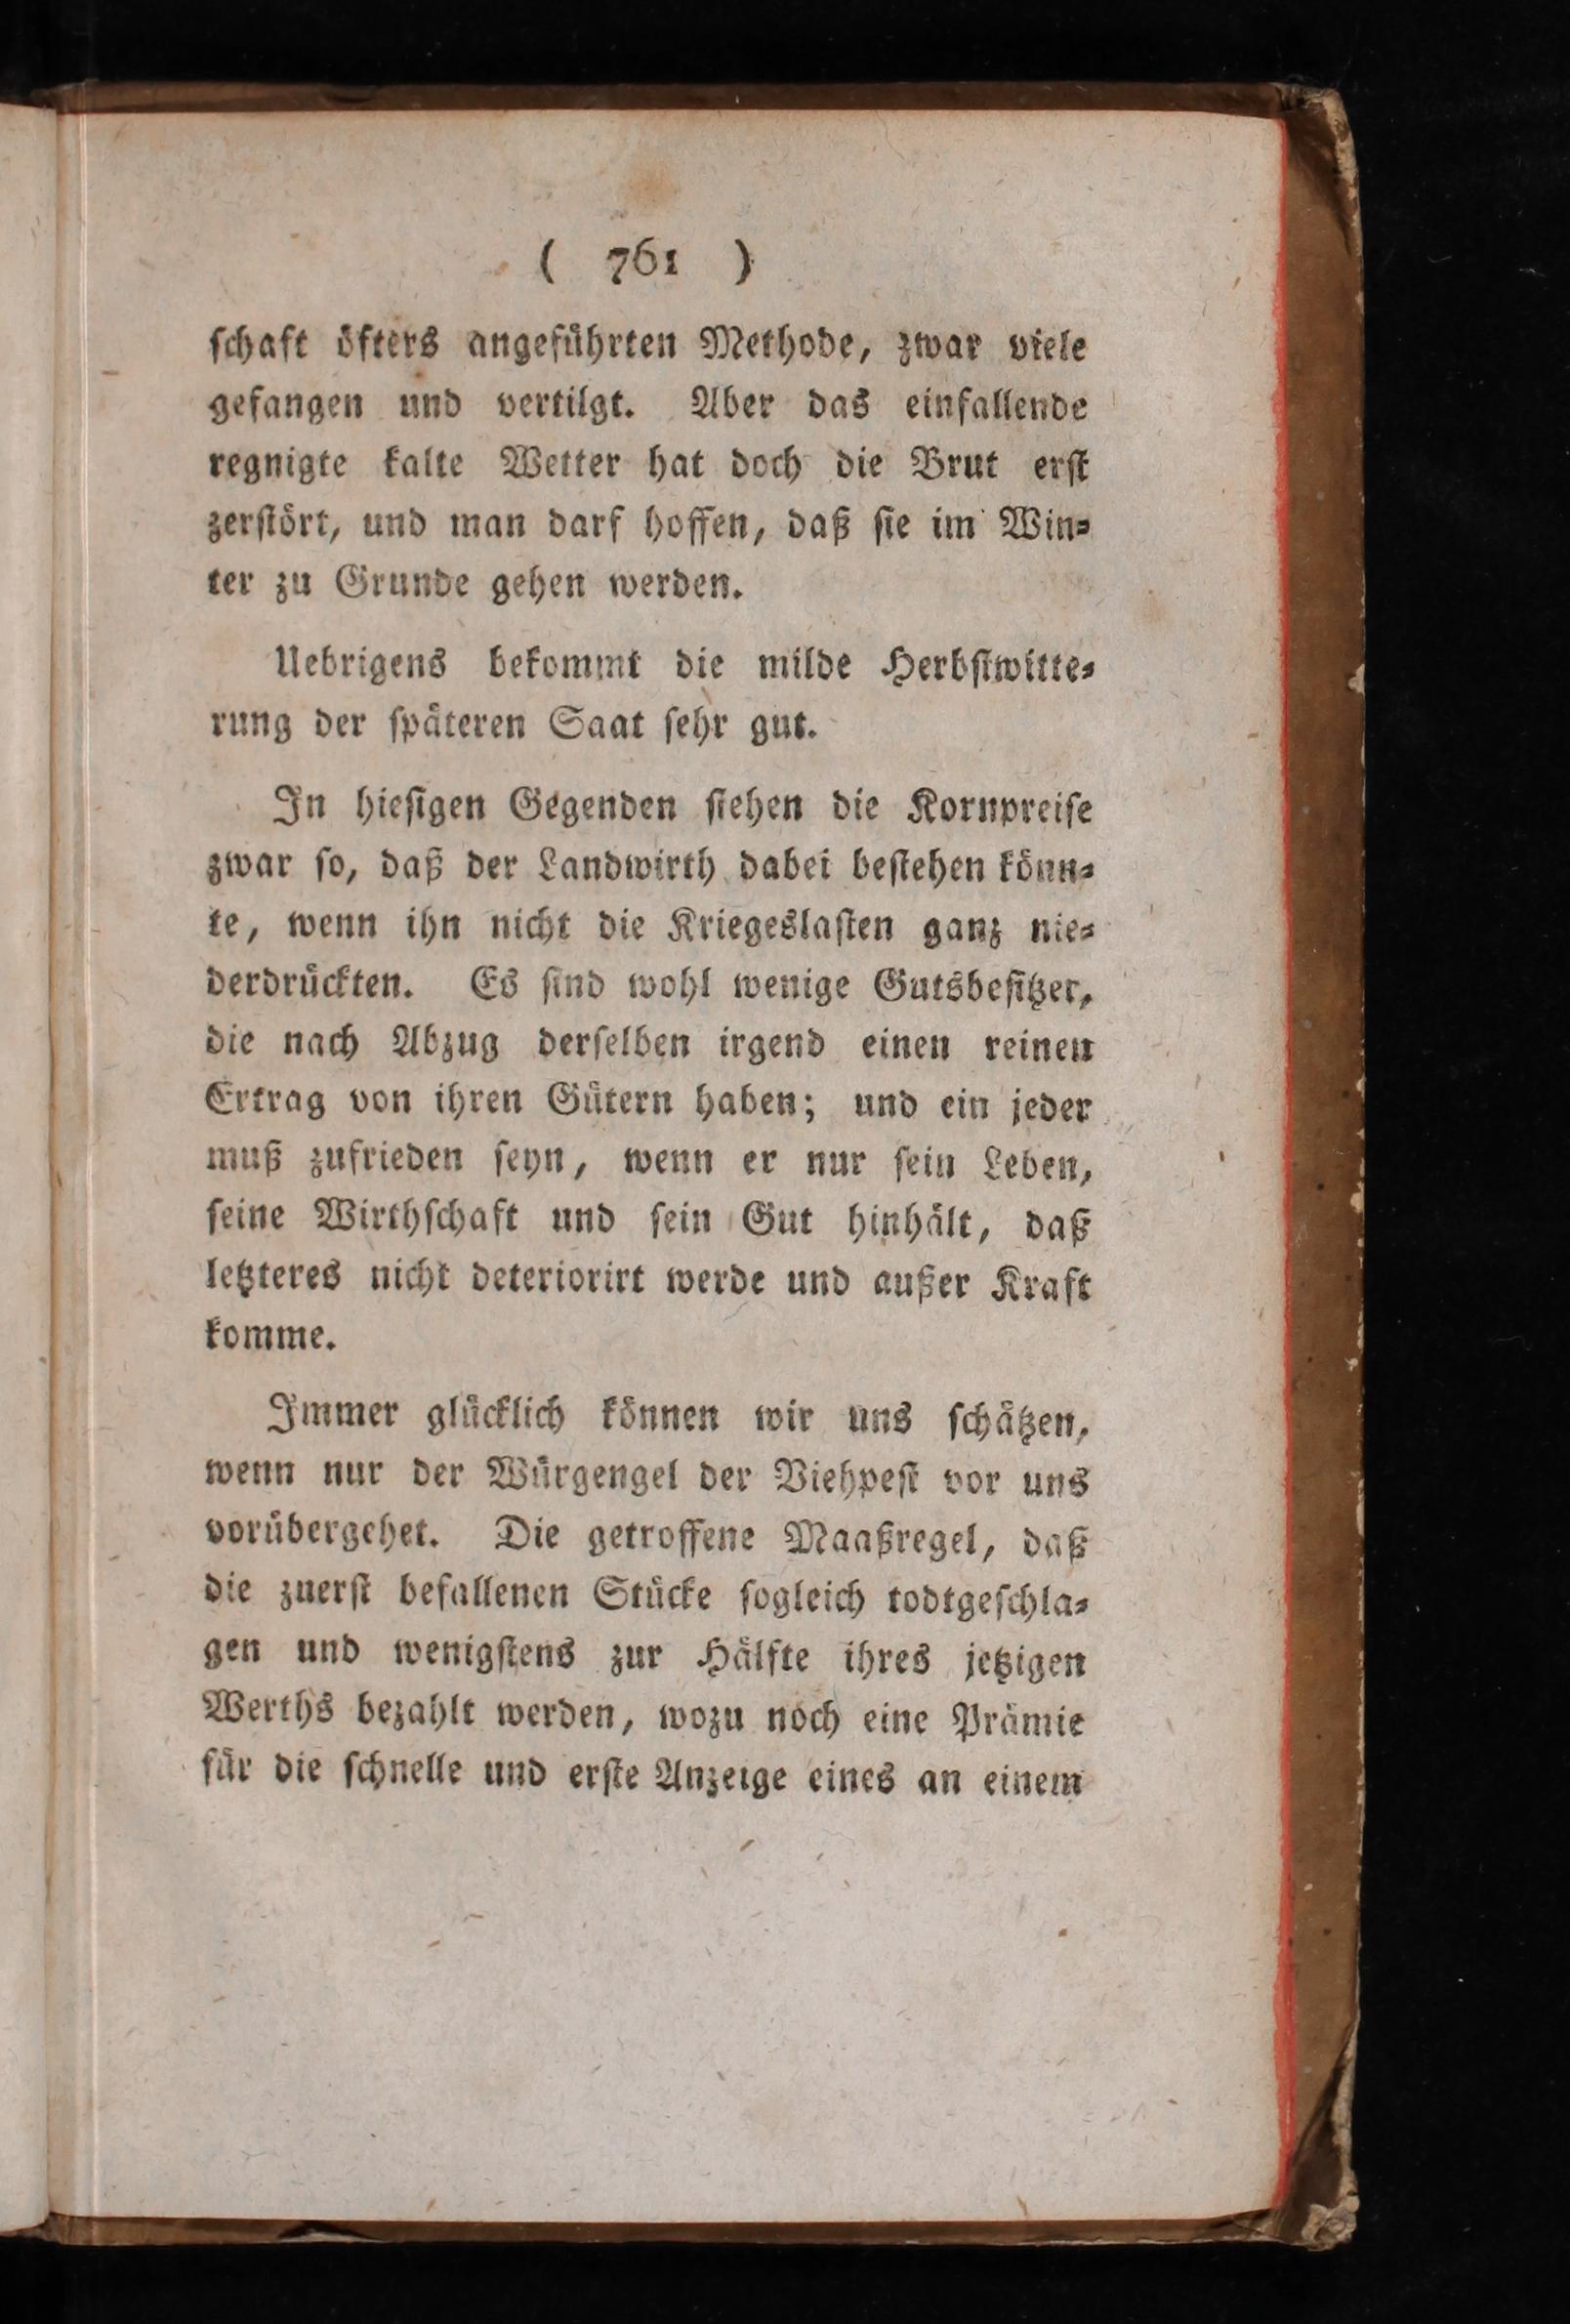 ( 761 )
ſchaft öfters angeführten Methode, zwar viele
gefangen und vertilgt. Aber das einfallende
regnigte kalte Wetter hat doch die Brut erſt
zerſtört, und man darf hoffen, daß ſie im Win⸗
ter zu Grunde gehen werden.
Uebrigens bekommt die milde Herbſtwitte⸗
rung der ſpäteren Saat ſehr gut.
In hieſigen Gegenden ſtehen die Kornpreiſe
zwar ſo, daß der Landwirth dabei beſtehen könn⸗
te, wenn ihn nicht die Kriegeslaſten ganz nie⸗
derdrückten. Es ſind wohl wenige Gutsbeſitzer,
die nach Abzug derſelben irgend einen reinen
Ertrag von ihren Gütern haben; und ein jeder
muß zufrieden ſeyn, wenn er nur ſein Leben,
ſeine Wirthſchaft und ſein Gut hinhält, daß
letzteres nicht deteriorirt werde und außer Kraft
komme.
Immer glücklich können wir uns ſchätzen,
wenn nur der Würgengel der Viehpeſt vor uns
vorübergehet. Die getroffene Maaßregel, daß
die zuerſt befallenen Stücke ſogleich todtgeſchla⸗
gen und wenigſtens zur Hälfte ihres jetzigen
Werths bezahlt werden, wozu noch eine Prämie
für die ſchnelle und erſte Anzeige eines an einem